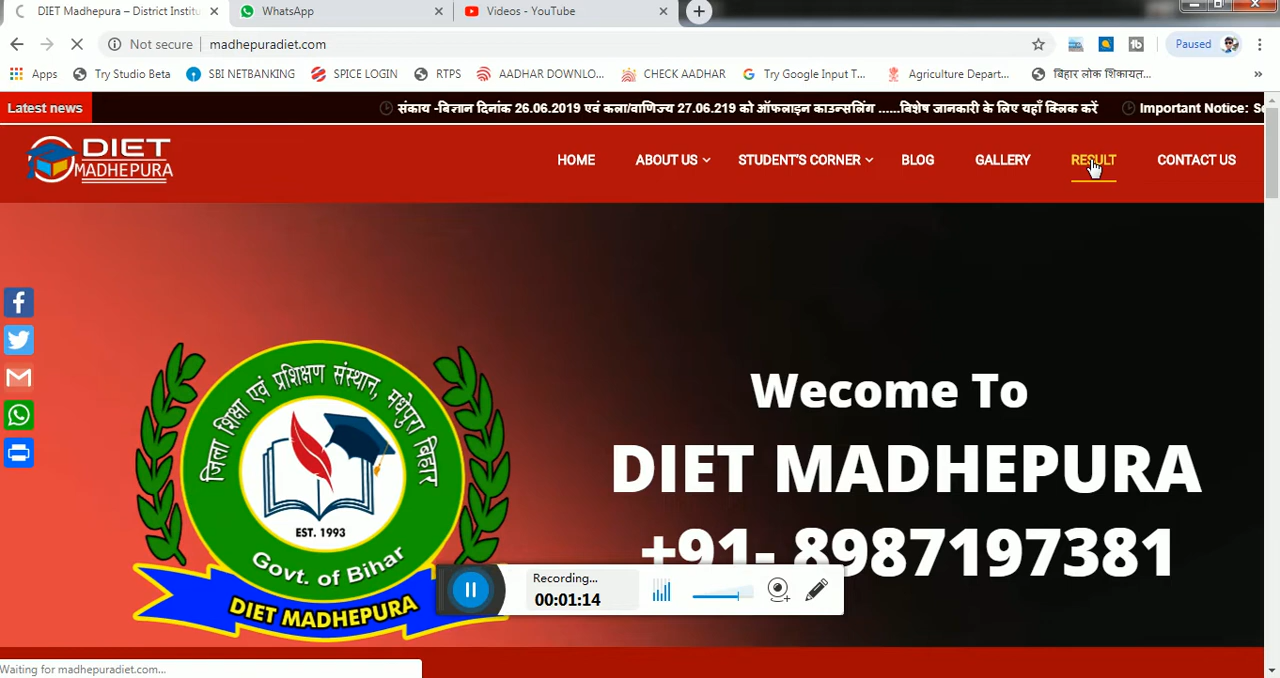 DIET Madhepura – District Institu
WhatsApp
Videos - YouTube
Not secure
madhepuradiet.com
Paused
Apps
Try Studio Beta
SBI NETBANKING
SPICE LOGIN
RTPS
AADHAR DOWNLO...
CHECK AADHAR
Try Google Input T...
Agriculture Depart...
बिहार लोक शिकायत...
Latest news
संकाय -विज्ञान दिनांक 26.06.2019 एवं कला/वाणिज्य 27.06.219 को ऑफलाइन काउन्सलिंग ......विशेष जानकारी के लिए यहाँ क्लिक करें
Important Notice: Se
DIET
MADHEPURA
HOME
ABOUT US
STUDENT'S CORNER
BLOG
GALLERY
RESULT
CONTACT US
जिला शिक्षा एवं प्रशिक्षण संस्थान, मधेपुरा बिहार
EST. 1993
Govt. of Bihar
DIET MADHEPURA
Wecome To
DIET MADHEPURA
+91- 8987197381
Recording...
00:01:14
Waiting for madhepuradiet.com...